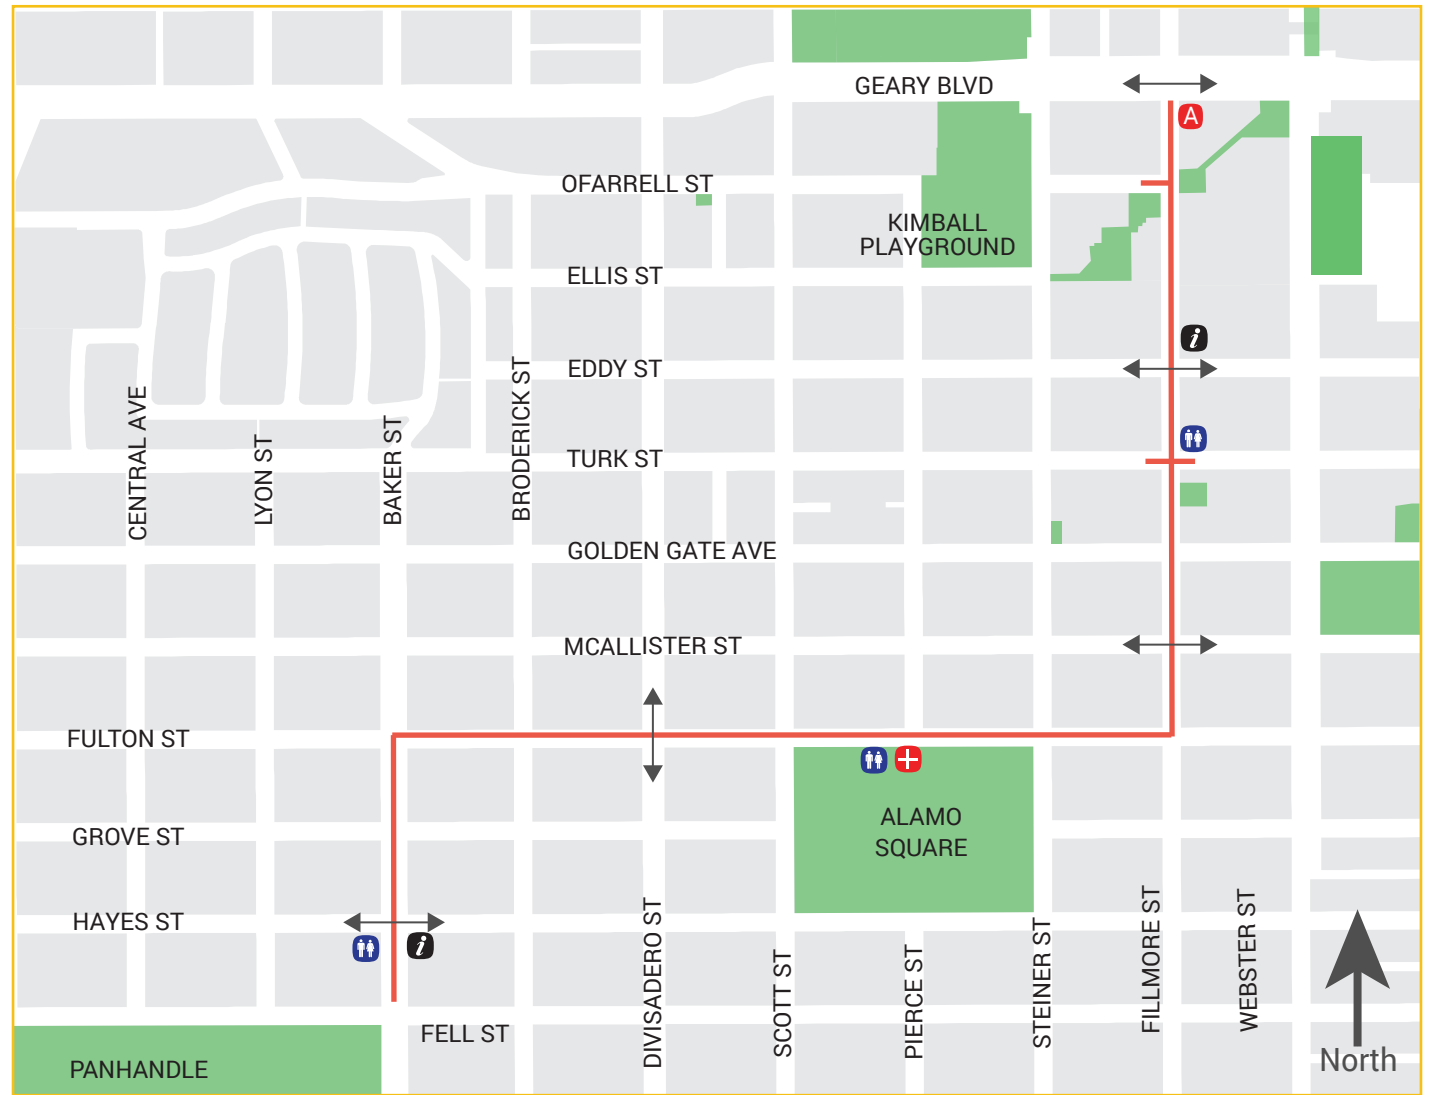 GEARY BLVD
A
OFARRELL ST
KIMBALL
PLAYGROUND
ELLIS ST
i
EDDY ST
CENTRAL AVE
LYON ST
BAKER ST
BRODERICK ST
TURK ST
GOLDEN GATE AVE
MCALLISTER ST
FULTON ST
ALAMO
SQUARE
GROVE ST
HAYES ST
i
DIVISADERO ST
SCOTT ST
PIERCE ST
STEINER ST
FILLMORE ST
WEBSTER ST
FELL ST
North
PANHANDLE